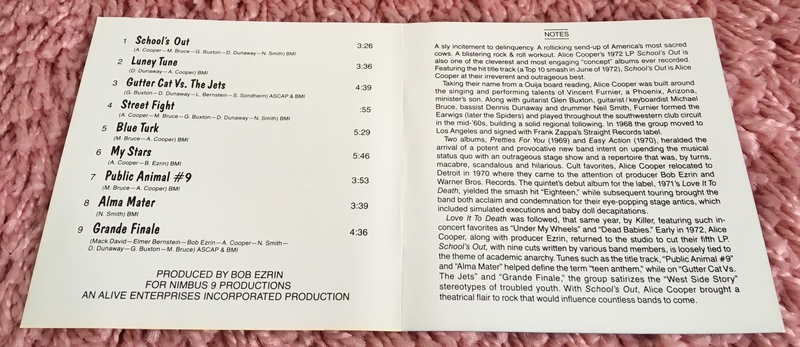 1 School's Out 3:26
(A. Cooper—M. Bruce—G. Buxton—D. Dunaway—N. Smith) BMI
2 Luney Tune 3:36
(D. Dunaway—A. Cooper) BMI
3 Gutter Cat Vs. The Jets 4:39
(G. Buxton—D. Dunaway—L. Bernstein—S. Sondheim) ASCAP & BMI
4 Street Fight :55
(A. Cooper—M. Bruce—G. Buxton—D. Dunaway—N. Smith) BMI
5 Blue Turk 5:29
(M. Bruce—A. Cooper) BMI
6 My Stars 5:46
(A. Cooper—B. Ezrin) BMI
7 Public Animal #9 3:53
(M. Bruce—A. Cooper) BMI
8 Alma Mater 3:39
(N. Smith) BMI
9 Grande Finale 4:36
(Mack David—Elmer Bernstein—Bob Ezrin—A. Cooper—N. Smith—
D. Dunaway—G. Buxton—M. Bruce) ASCAP & BMI
PRODUCED BY BOB EZRIN
FOR NIMBUS 9 PRODUCTIONS
AN ALIVE ENTERPRISES INCORPORATED PRODUCTION
NOTES
A sly incitement to delinquency. A rollicking send-up of America's most sacred
cows. A blistering rock & roll workout. Alice Cooper's 1972 LP School's Out is
also one of the cleverest and most engaging "concept" albums ever recorded.
Featuring the hit title track (a Top 10 smash in June of 1972), School's Out is Alice
Cooper at their irreverent and outrageous best.
Taking their name from a Ouija board reading, Alice Cooper was built around
the singing and performing talents of Vincent Furnier, a Phoenix, Arizona,
minister's son. Along with guitarist Glen Buxton, guitarist/keyboardist Michael
Bruce, bassist Dennis Dunaway and drummer Neil Smith, Furnier formed the
Earwigs (later the Spiders) and played throughout the southwestern club circuit
in the mid-'60s, building a solid regional following. In 1968 the group moved to
Los Angeles and signed with Frank Zappa's Straight Records label.
Two albums, Pretties For You (1969) and Easy Action (1970), heralded the
arrival of a potent and provocative new band intent on upending the musical
status quo with an outrageous stage show and a repertoire that was, by turns,
macabre, scandalous and hilarious. Cult favorites, Alice Cooper relocated to
Detroit in 1970 where they came to the attention of producer Bob Ezrin and
Warner Bros. Records. The quintet's debut album for the label, 1971's Love It To
Death, yielded the smash hit "Eighteen," while subsequent touring brought the
band both acclaim and condemnation for their eye-popping stage antics, which
included simulated executions and baby doll decapitations.
Love It To Death was followed, that same year, by Killer, featuring such in-
concert favorites as "Under My Wheels" and "Dead Babies." Early in 1972, Alice
Cooper, along with producer Ezrin, returned to the studio to cut their fifth LP.
School's Out, with nine cuts written by various band members, is loosely tied to
the theme of academic anarchy. Tunes such as the title track, "Public Animal #9"
and "Alma Mater" helped define the term "teen anthem," while on "Gutter Cat Vs.
The Jets" and "Grande Finale," the group satirizes the "West Side Story"
stereotypes of troubled youth. With School's Out, Alice Cooper brought a
theatrical flair to rock that would influence countless bands to come.